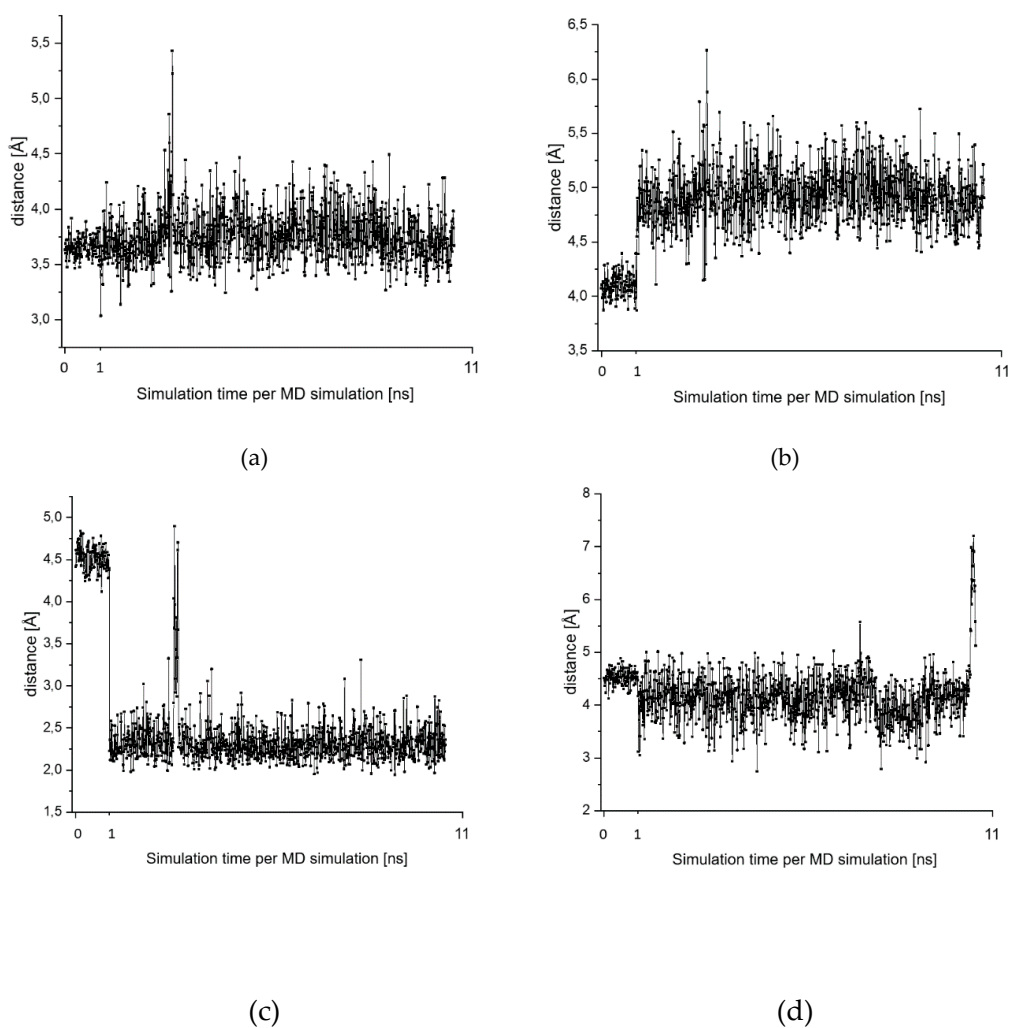 5,5
5,0
4,5
4,0
3,5
3,0
distance [Å]
0 1 11
Simulation time per MD simulation [ns]
(a)
6,5
6,0
5,5
5,0
4,5
4,0
3,5
distance [Å]
0 1 11
Simulation time per MD simulation [ns]
(b)
5,0
4,5
4,0
3,5
3,0
2,5
2,0
1,5
distance [Å]
0 1 11
Simulation time per MD simulation [ns]
(c)
8
7
6
5
4
3
2
distance [Å]
0 1 11
Simulation time per MD simulation [ns]
(d)